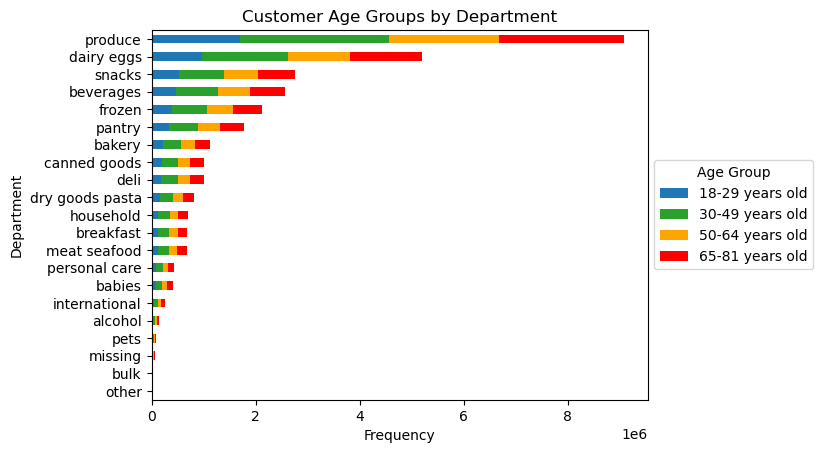 Customer Age Groups by Department
Department
produce
dairy eggs
snacks
beverages
frozen
pantry
bakery
canned goods
deli
dry goods pasta
household
breakfast
meat seafood
personal care
babies
international
alcohol
pets
missing
bulk
other
0 2 4 6 8
1e6
Frequency
Age Group
18-29 years old
30-49 years old
50-64 years old
65-81 years old